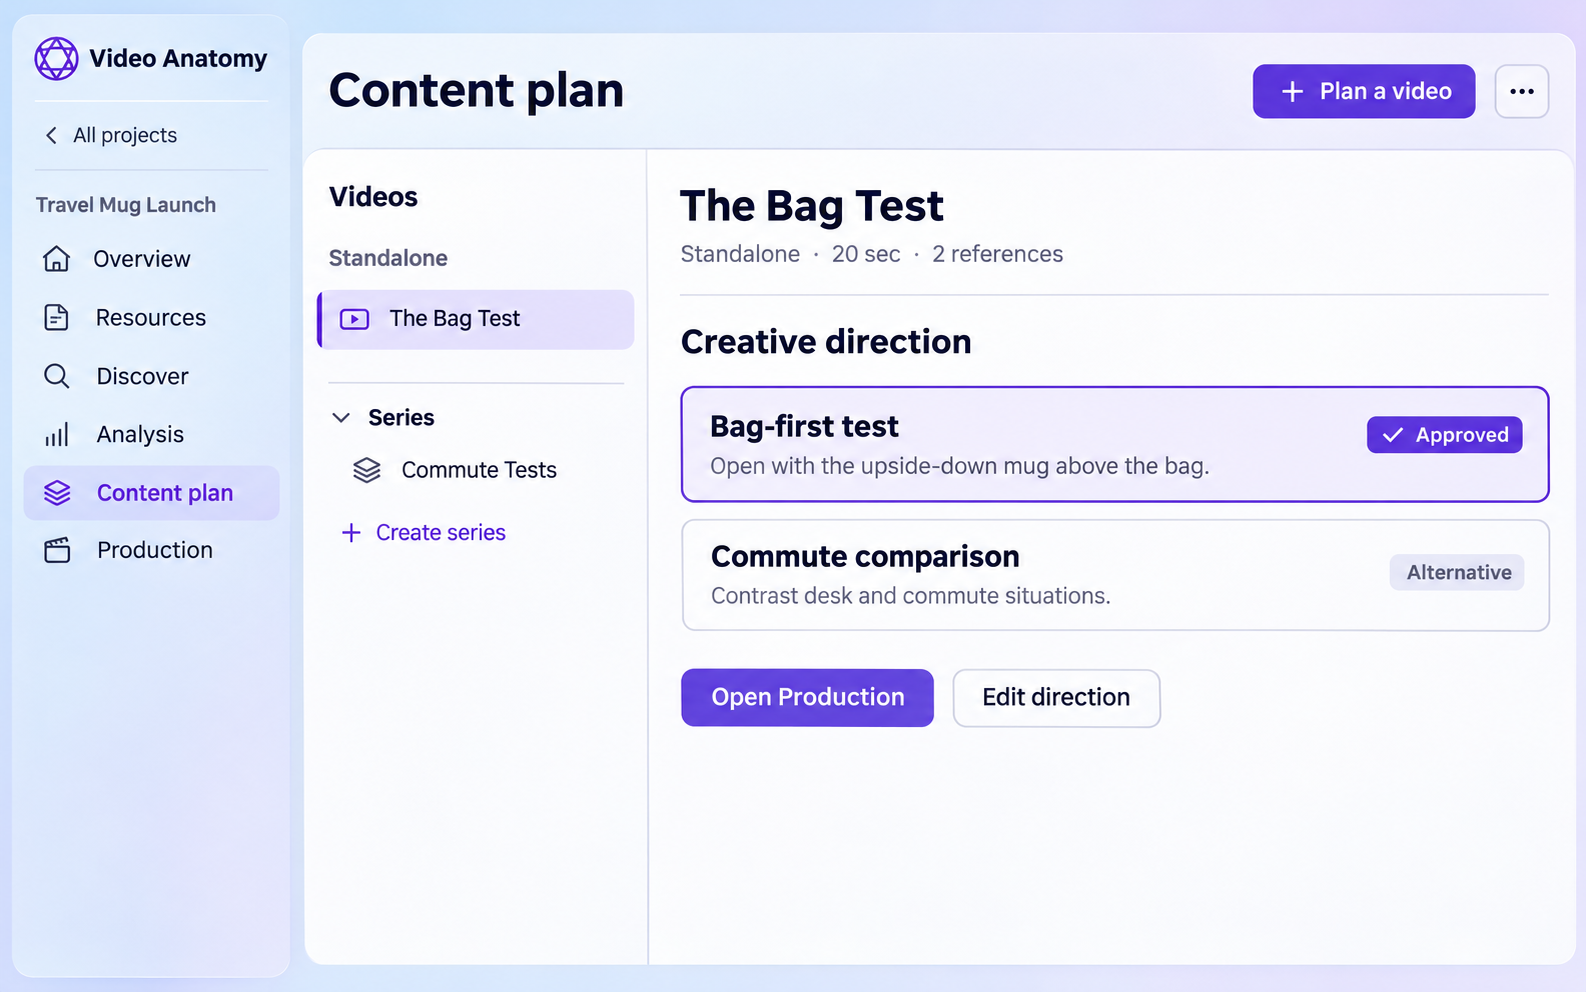 Video Anatomy
All projects
Travel Mug Launch
Overview
Resources
Discover
Analysis
Content plan
Production
Content plan
+ Plan a video
Videos
Standalone
The Bag Test
Series
Commute Tests
+ Create series
The Bag Test
Standalone · 20 sec · 2 references
Creative direction
Bag-first test
Open with the upside-down mug above the bag.
Approved
Commute comparison
Contrast desk and commute situations.
Alternative
Open Production
Edit direction